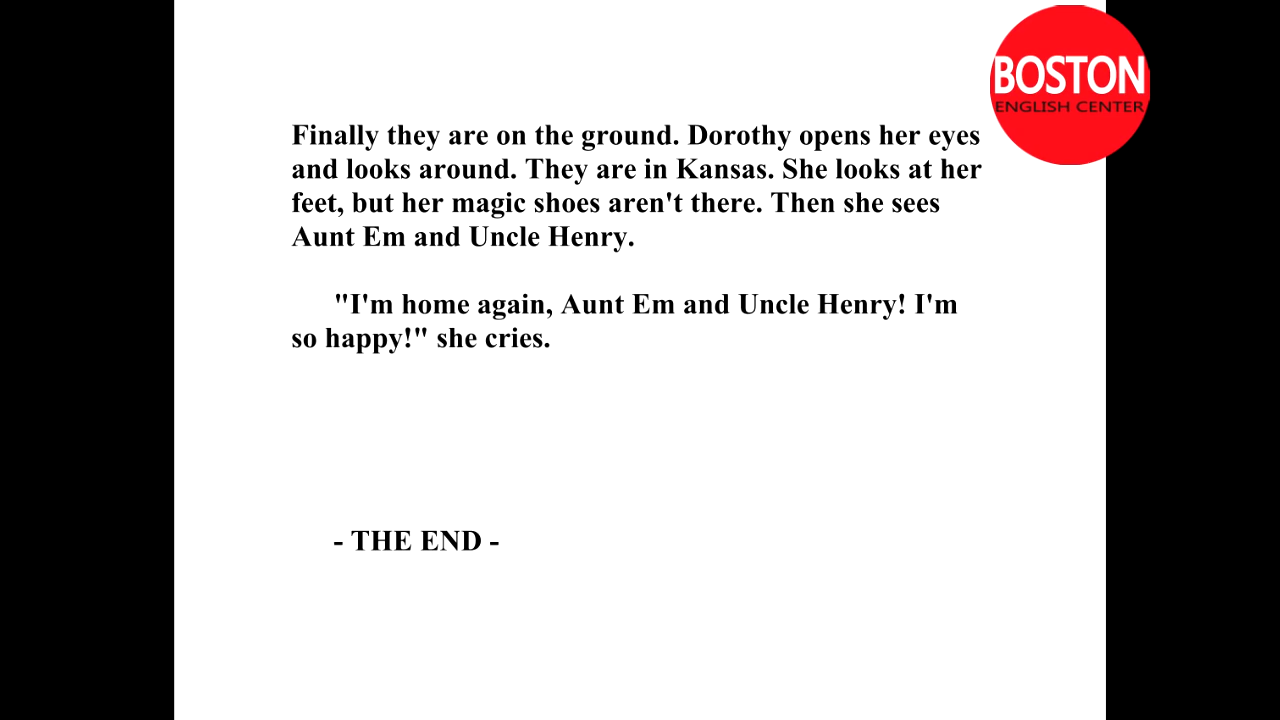 BOSTON
ENGLISH CENTER
Finally they are on the ground. Dorothy opens her eyes
and looks around. They are in Kansas. She looks at her
feet, but her magic shoes aren't there. Then she sees
Aunt Em and Uncle Henry.
"I'm home again, Aunt Em and Uncle Henry! I'm
so happy!" she cries.
- THE END -